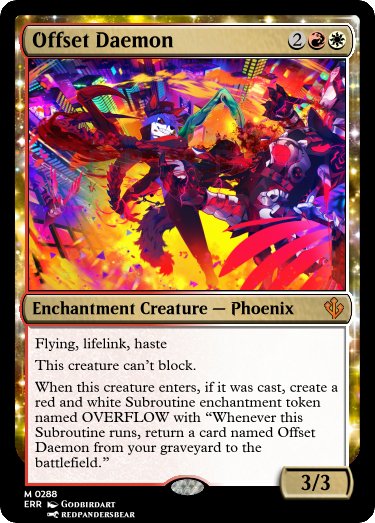 Offset Daemon 2
Enchantment Creature — Phoenix
Flying, lifelink, haste
This creature can't block.
When this creature enters, if it was cast, create a
red and white Subroutine enchantment token
named OVERFLOW with “Whenever this
Subroutine runs, return a card named Offset
Daemon from your graveyard to the
battlefield.”
3/3
M 0288
ERR Godbirdart
redpandersbear